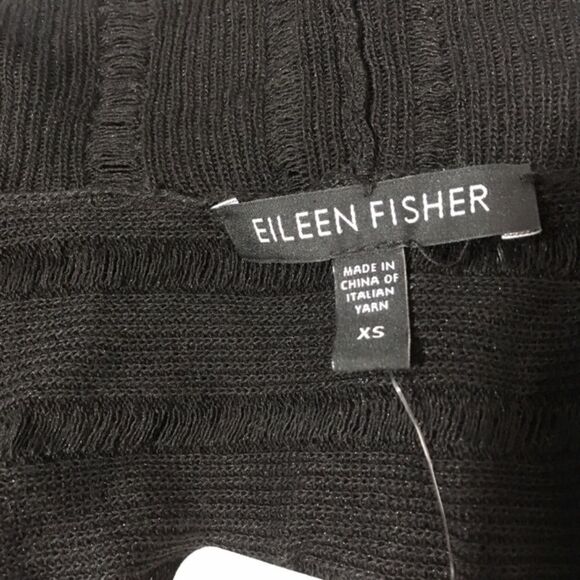 EILEEN FISHER
MADE IN
CHINA OF
ITALIAN
YARN
XS